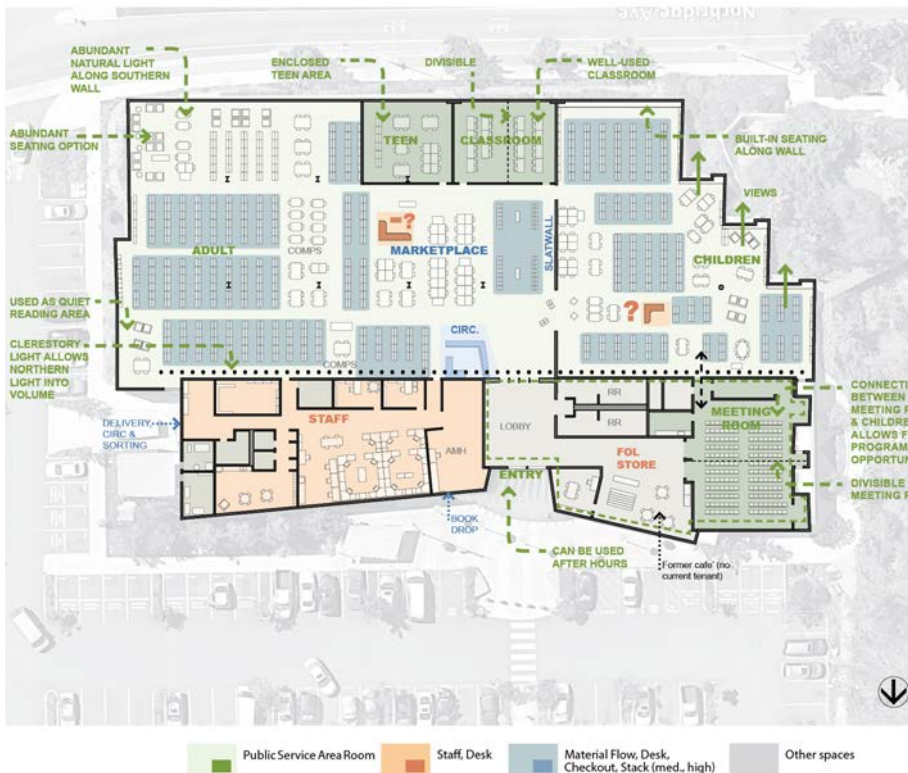 Northridge Ave
ABUNDANT
NATURAL LIGHT
ALONG SOUTHERN
WALL
ENCLOSED
TEEN AREA
DIVISIBLE
WELL-USED
CLASSROOM
ABUNDANT
SEATING OPTION
TEEN
CLASSROOM
BUILT-IN SEATING
ALONG WALL
VIEWS
?
ADULT
COMPS
MARKETPLACE
SLATWALL
CHILDREN
USED AS QUIET
READING AREA
?
CLERESTORY
LIGHT ALLOWS
NORTHERN
LIGHT INTO
VOLUME
CIRC.
COMPS
DELIVERY,
CIRC &
SORTING
STAFF
AMH
LOBBY
RR
RR
FOL
STORE
MEETING
ROOM
CONNECTI
BETWEEN
MEETING R
& CHILDRE
ALLOWS F
PROGRAM
OPPORTU
ENTRY
DIVISIBLE
MEETING R
BOOK
DROP
CAN BE USED
AFTER HOURS
Former cafe' (no
current tenant)
Public Service Area Room
Staff, Desk
Material Flow, Desk,
Checkout, Stack (med., high)
Other spaces